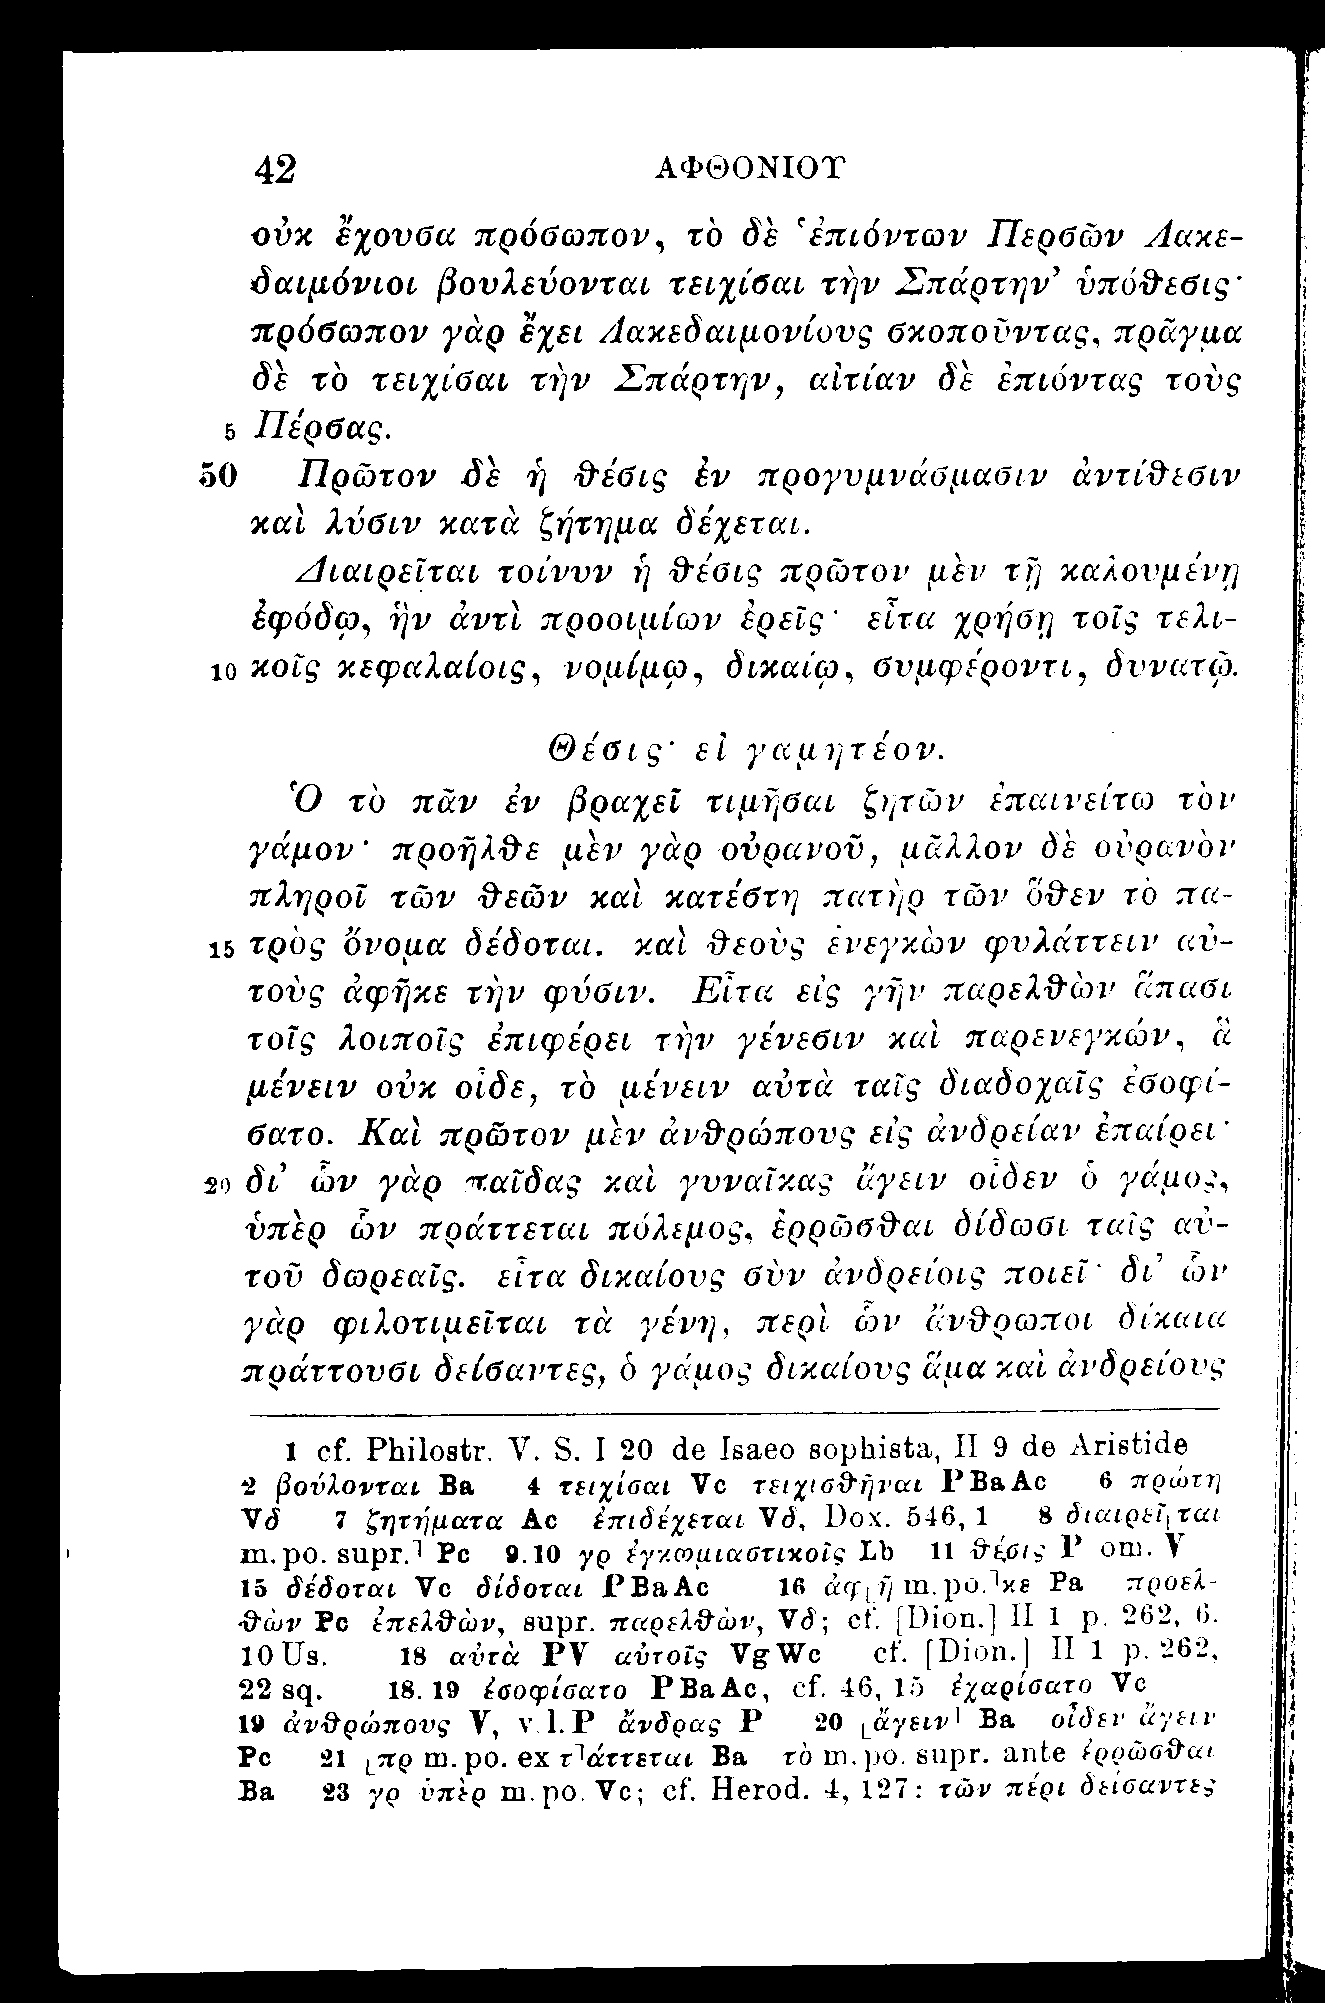 42 ΑΦΘΟΝΙΟΥ
οὐκ ἔχουσα πρόσωπον, τὸ δὲ ‘ἐπιόντων Περσῶν Λακε-
δαιμόνιοι βουλεύονται τειχίσαι τὴν Σπάρτην’ ὑπόθεσις·
πρόσωπον γὰρ ἔχει Λακεδαιμονίους σκοποῦντας, πρᾶγμα
δὲ τὸ τειχίσαι τὴν Σπάρτην, αἰτίαν δὲ ἐπιόντας τοὺς
5 Πέρσας.
50 Πρῶτον δὲ ἡ θέσις ἐν προγυμνάσμασιν ἀντίθεσιν
καὶ λύσιν κατὰ ζήτημα δέχεται.
Διαιρεῖται τοίνυν ἡ θέσις πρῶτον μὲν τῇ καλουμένῃ
ἐφόδῳ, ἣν ἀντὶ προοιμίων ἐρεῖς· εἶτα χρήσῃ τοῖς τελι-
10 κοῖς κεφαλαίοις, νομίμῳ, δικαίῳ, συμφέροντι, δυνατῷ.
Θέσις· εἰ γαμητέον.
Ὁ τὸ πᾶν ἐν βραχεῖ τιμῆσαι ζητῶν ἐπαινείτω τὸν
γάμον· προῆλθε μὲν γὰρ οὐρανοῦ, μᾶλλον δὲ οὐρανὸν
πληροῖ τῶν θεῶν καὶ κατέστη πατὴρ τῶν ὅθεν τὸ πα-
15 τρὸς ὄνομα δέδοται. καὶ θεοὺς ἐνεγκὼν φυλάττειν αὐ-
τοὺς ἀφῆκε τὴν φύσιν. Εἶτα εἰς γῆν παρελθὼν ἅπασι
τοῖς λοιποῖς ἐπιφέρει τὴν γένεσιν καὶ παρενεγκών, ἃ
μένειν οὐκ οἶδε, τὸ μένειν αὐτὰ ταῖς διαδοχαῖς ἐσοφί-
σατο. Καὶ πρῶτον μὲν ἀνθρώπους εἰς ἀνδρείαν ἐπαίρει·
20 δι’ ὧν γὰρ παῖδας καὶ γυναῖκας ἄγειν οἶδεν ὁ γάμος,
ὑπὲρ ὧν πράττεται πόλεμος, ἐρρῶσθαι δίδωσι ταῖς αὐ-
τοῦ δωρεαῖς. εἶτα δικαίους σὺν ἀνδρείοις ποιεῖ· δι’ ὧν
γὰρ φιλοτιμεῖται τὰ γένη, περὶ ὧν ἄνθρωποι δίκαια
πράττουσι δείσαντες, ὁ γάμος δικαίους ἅμα καὶ ἀνδρείους
1 cf. Philostr. V. S. I 20 de Isaeo sophista, II 9 de Aristide
2 βούλονται Ba 4 τειχίσαι Vc τειχισθῆναι PBaAc 6 πρώτη
Vδ 7 ζητήματα Ac ἐπιδέχεται Vδ, Dox. 546, 1 8 διαιρεῖ⌊ται
m. po. supr.⌉ Pc 9. 10 γρ ἐγκωμιαστικοῖς Lb 11 θέσις P om. V
15 δέδοται Vc δίδοται PBaAc 16 ἀφ⌊ῆ m. po.⌉κε Pa προελ-
θὼν Pc ἐπελθὼν, supr. παρελθὼν, Vδ; cf. [Dion.] II 1 p. 262, 6.
10 Us. 18 αὐτὰ PV αὐτοῖς VgWc cf. [Dion.] II 1 p. 262,
22 sq. 18. 19 ἐσοφίσατο PBaAc, cf. 46, 15 ἐχαρίσατο Vc
19 ἀνθρώπους V, v. l. P ἄνδρας P 20 ⌊ἄγειν⌉ Ba οἶδεν ἄγειν
Pc 21 ⌊πρ m. po. ex τ⌉άττεται Ba τὸ m. po. supr. ante ἐρρῶσθαι
Ba 23 γρ ὑπὲρ m. po. Vc; cf. Herod. 4, 127: τῶν πέρι δείσαντες